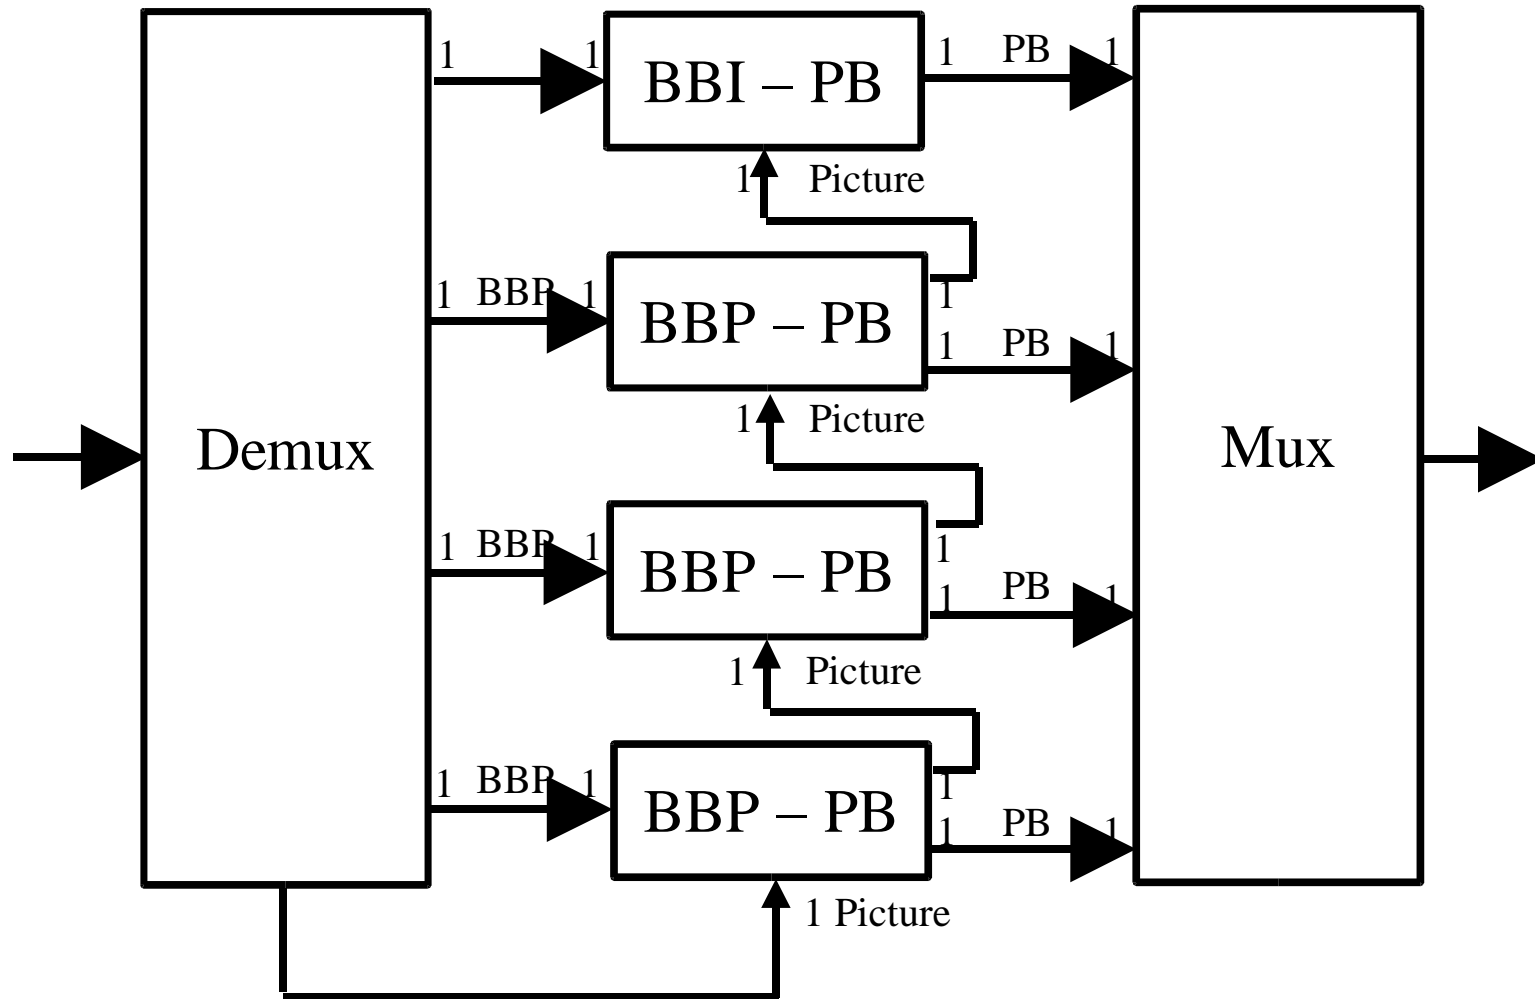 1 1 BBI – PB 1 PB 1
1 Picture
1 BBP 1 BBP – PB 1
1 PB 1
1 Picture
Demux
Mux
1 BBP 1 BBP – PB 1
1 PB 1
1 Picture
1 BBP 1 BBP – PB 1
1 PB 1
1 Picture